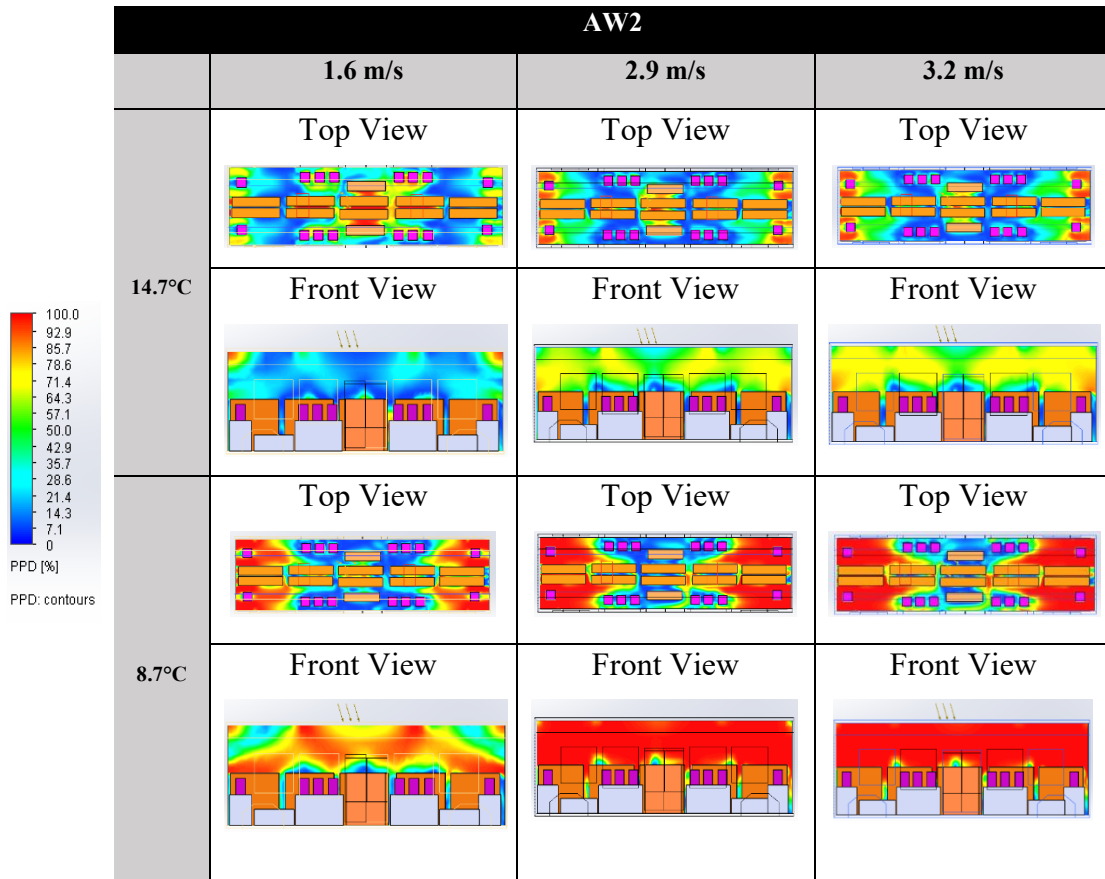 AW2
1.6 m/s
2.9 m/s
3.2 m/s
14.7°C
Top View
Top View
Top View
Front View
Front View
Front View
8.7°C
Top View
Top View
Top View
Front View
Front View
Front View
100.0
92.9
85.7
78.6
71.4
64.3
57.1
50.0
42.9
35.7
28.6
21.4
14.3
7.1
0
PPD [%]
PPD: contours